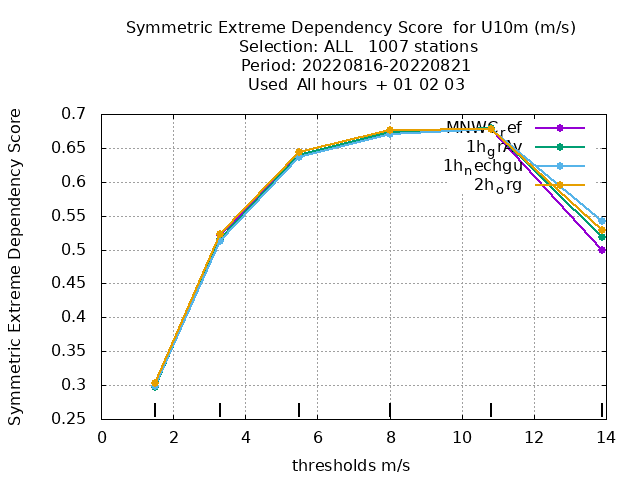 Symmetric Extreme Dependency Score for U10m (m/s)
Selection: ALL 1007 stations
Period: 20220816-20220821
Used All hours + 01 02 03
Symmetric Extreme Dependency Score
0.7
0.65
0.6
0.55
0.5
0.45
0.4
0.35
0.3
0.25
0 2 4 6 8 10 12 14
thresholds m/s
MNWC_ref
1h_grAv
1h_nechgu
2h_org